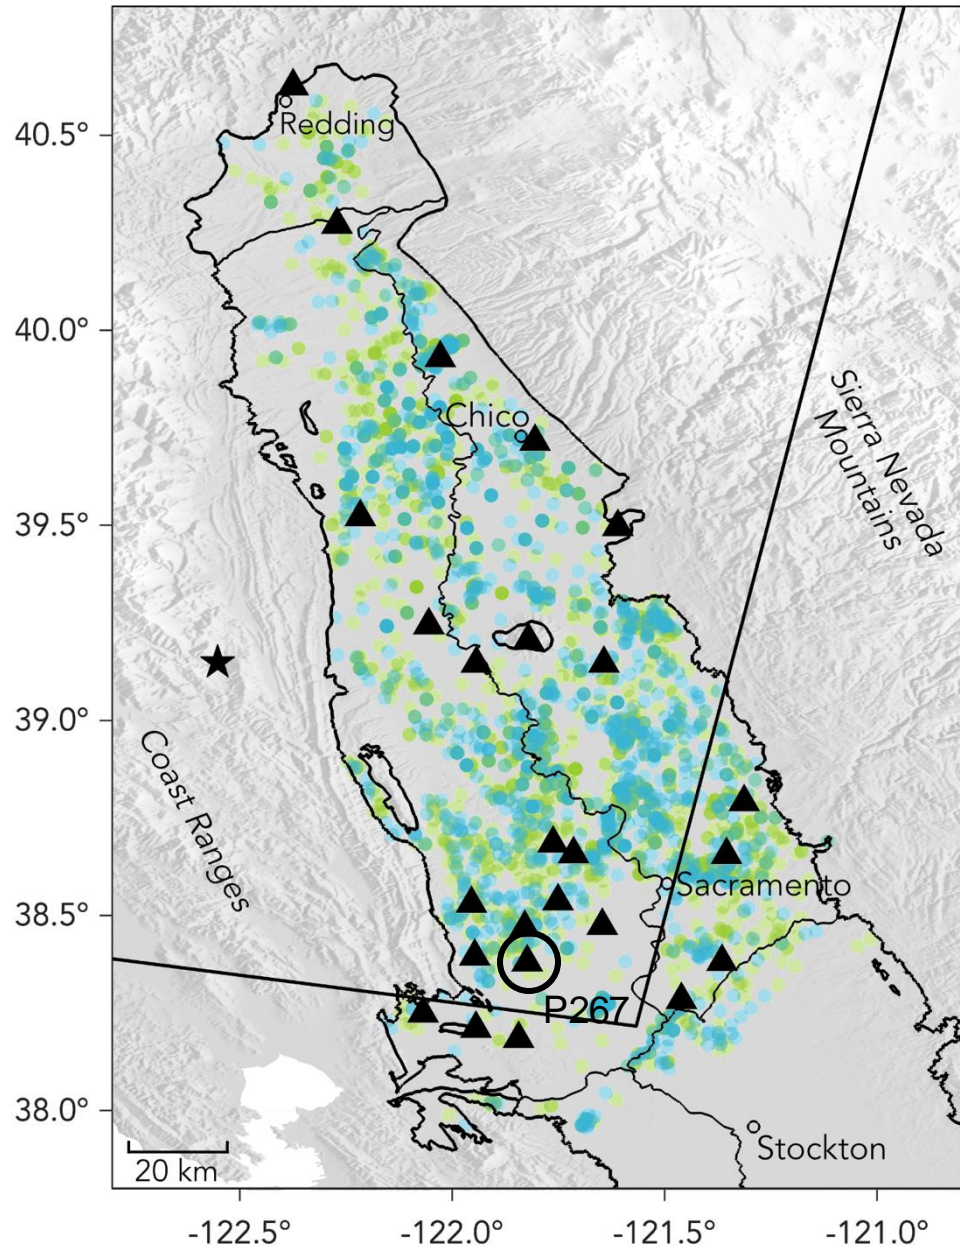 40.5°
Redding
40.0°
Sierra Nevada
Mountains
Chico
39.5°
39.0°
Coast Ranges
Sacramento
38.5°
P267
38.0°
Stockton
20 km
-122.5°
-122.0°
-121.5°
-121.0°